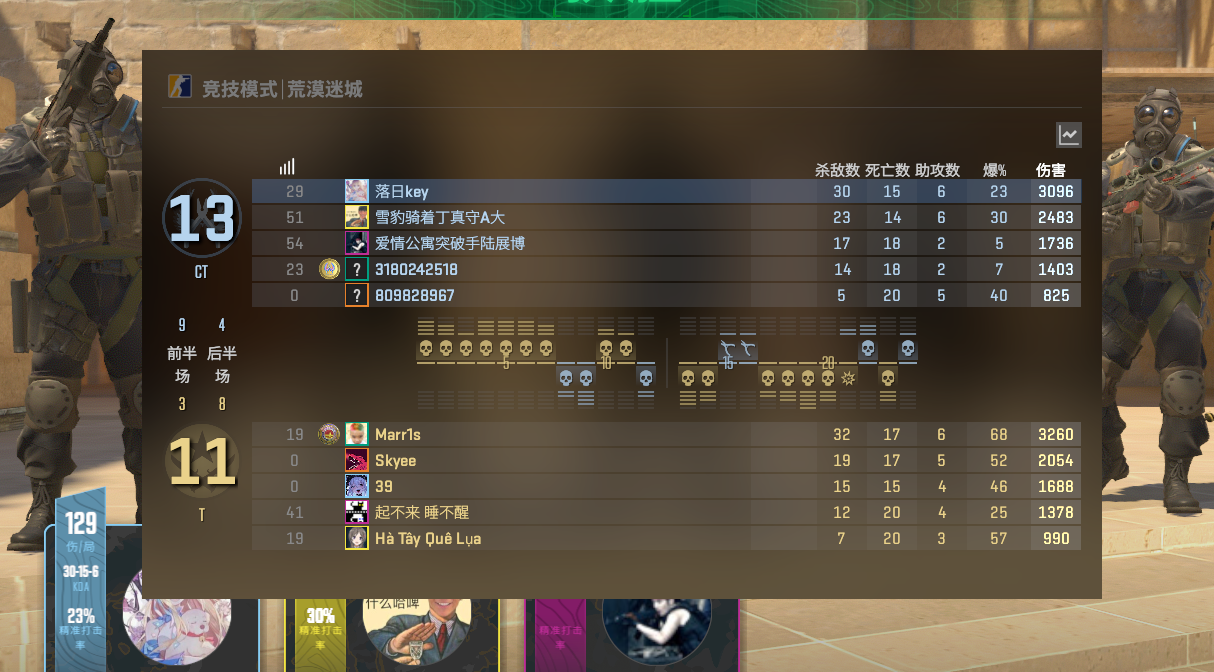 竞技模式|荒漠迷城
杀敌数 死亡数 助攻数 爆% 伤害
13
CT
29 落日key 30 15 6 23 3096
51 雪豹骑着丁真守A大 23 14 6 30 2483
54 爱情公寓突破手陆展博 17 18 2 5 1736
23 ? 3180242518 14 18 2 7 1403
0 ? 809828967 5 20 5 40 825
9 4
前半场 后半场
3 8
5 10 15 20
11
T
19 Marr1s 32 17 6 68 3260
0 Skyee 19 17 5 52 2054
0 39 15 15 4 46 1688
41 起不来 睡不醒 12 20 4 25 1378
19 Hà Tây Quê Lụa 7 20 3 57 990
129
伤/局
30-15-6
KDA
23%
精准打击率
30%
精准打击率
什么哈啤
精准打击率